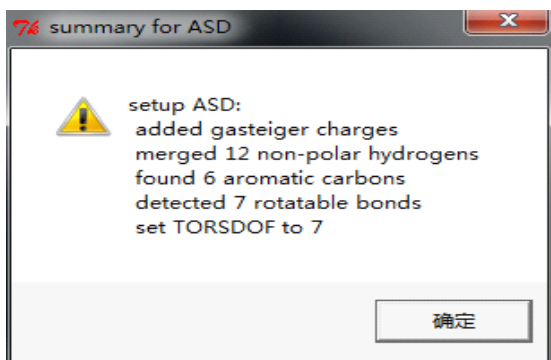 summary for ASD
setup ASD:
added gasteiger charges
merged 12 non-polar hydrogens
found 6 aromatic carbons
detected 7 rotatable bonds
set TORSDOF to 7
确定